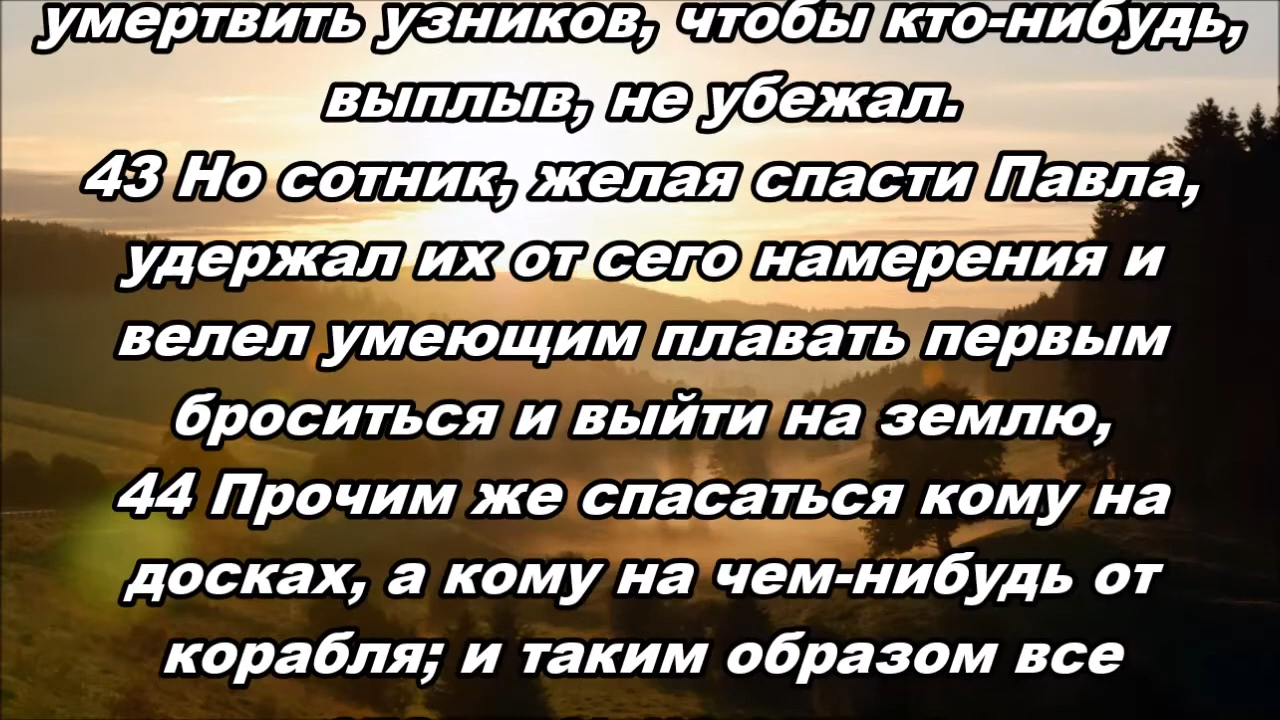 умертвить узников, чтобы кто-нибудь,
выплыв, не убежал.
43 Но сотник, желая спасти Павла,
удержал их от сего намерения и
велел умеющим плавать первым
броситься и выйти на землю,
44 Прочим же спасаться кому на
досках, а кому на чем-нибудь от
корабля; и таким образом все